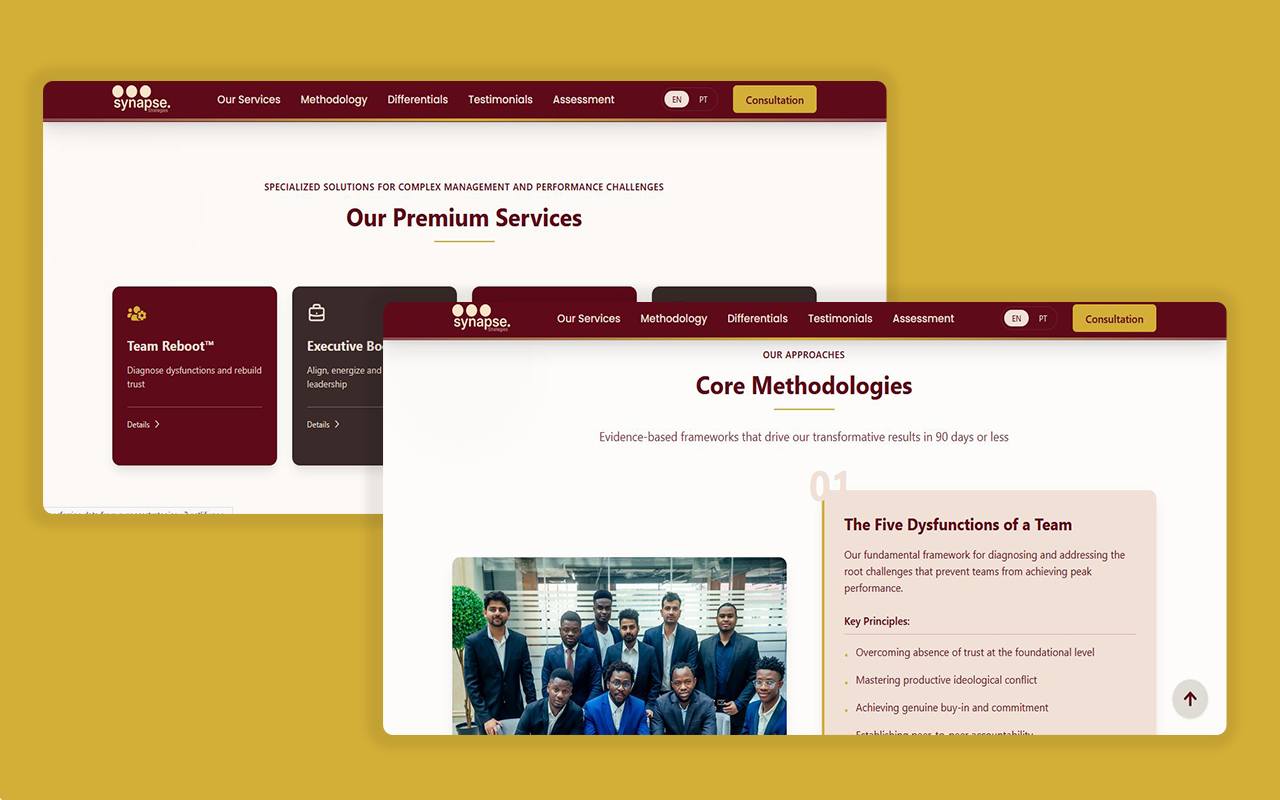 synapse.
Strategies
Our Services
Methodology
Differentials
Testimonials
Assessment
EN
PT
Consultation
SPECIALIZED SOLUTIONS FOR COMPLEX MANAGEMENT AND PERFORMANCE CHALLENGES
Our Premium Services
Team Reboot™
Diagnose dysfunctions and rebuild
trust
Details
Executive Bo
Align, energize and
leadership
Details
synapse.
Strategies
Our Services
Methodology
Differentials
Testimonials
Assessment
EN
PT
Consultation
OUR APPROACHES
Core Methodologies
Evidence-based frameworks that drive our transformative results in 90 days or less
01
The Five Dysfunctions of a Team
Our fundamental framework for diagnosing and addressing the
root challenges that prevent teams from achieving peak
performance.
Key Principles:
Overcoming absence of trust at the foundational level
Mastering productive ideological conflict
Achieving genuine buy-in and commitment
Establishing peer-to-peer accountability